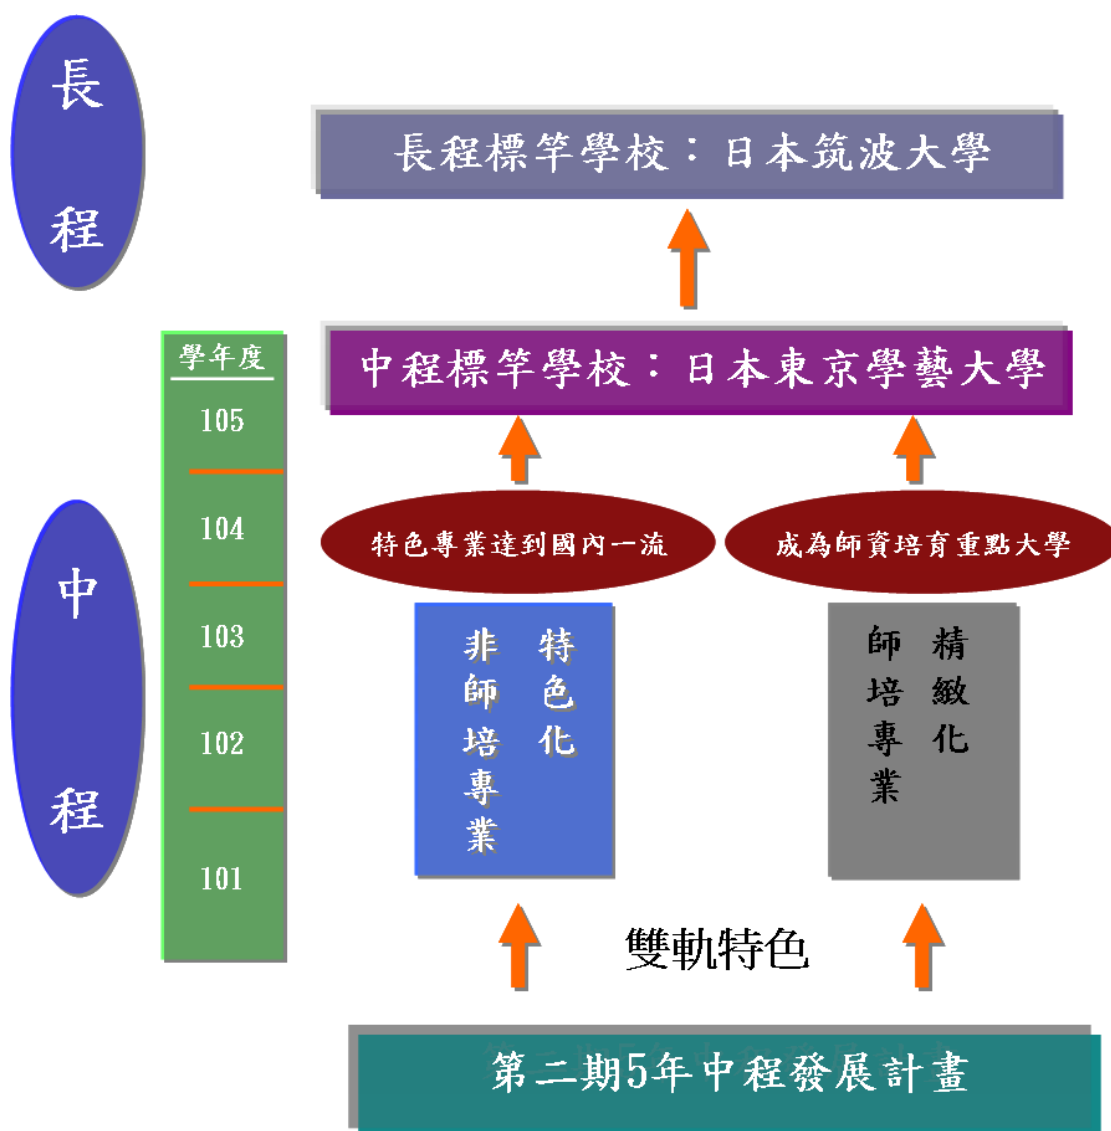 長程
長程標竿學校：日本筑波大學
學年度
105
104
103
102
101
中程標竿學校：日本東京學藝大學
中程
特色專業達到國內一流
成為師資培育重點大學
特色化
非師培專業
精緻化
師培專業
雙軌特色
第二期5年中程發展計畫